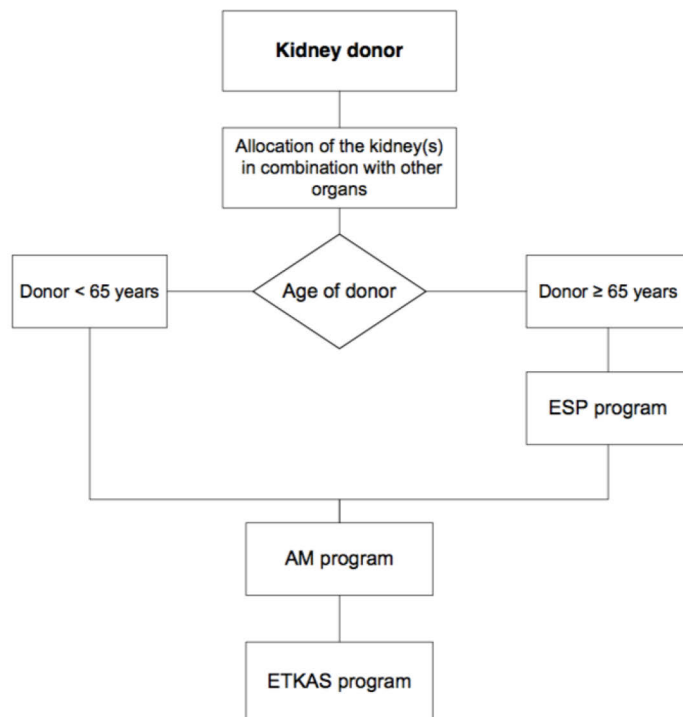 Kidney donor
Allocation of the kidney(s)
in combination with other
organs
Donor < 65 years
Age of donor
Donor ≥ 65 years
ESP program
AM program
ETKAS program